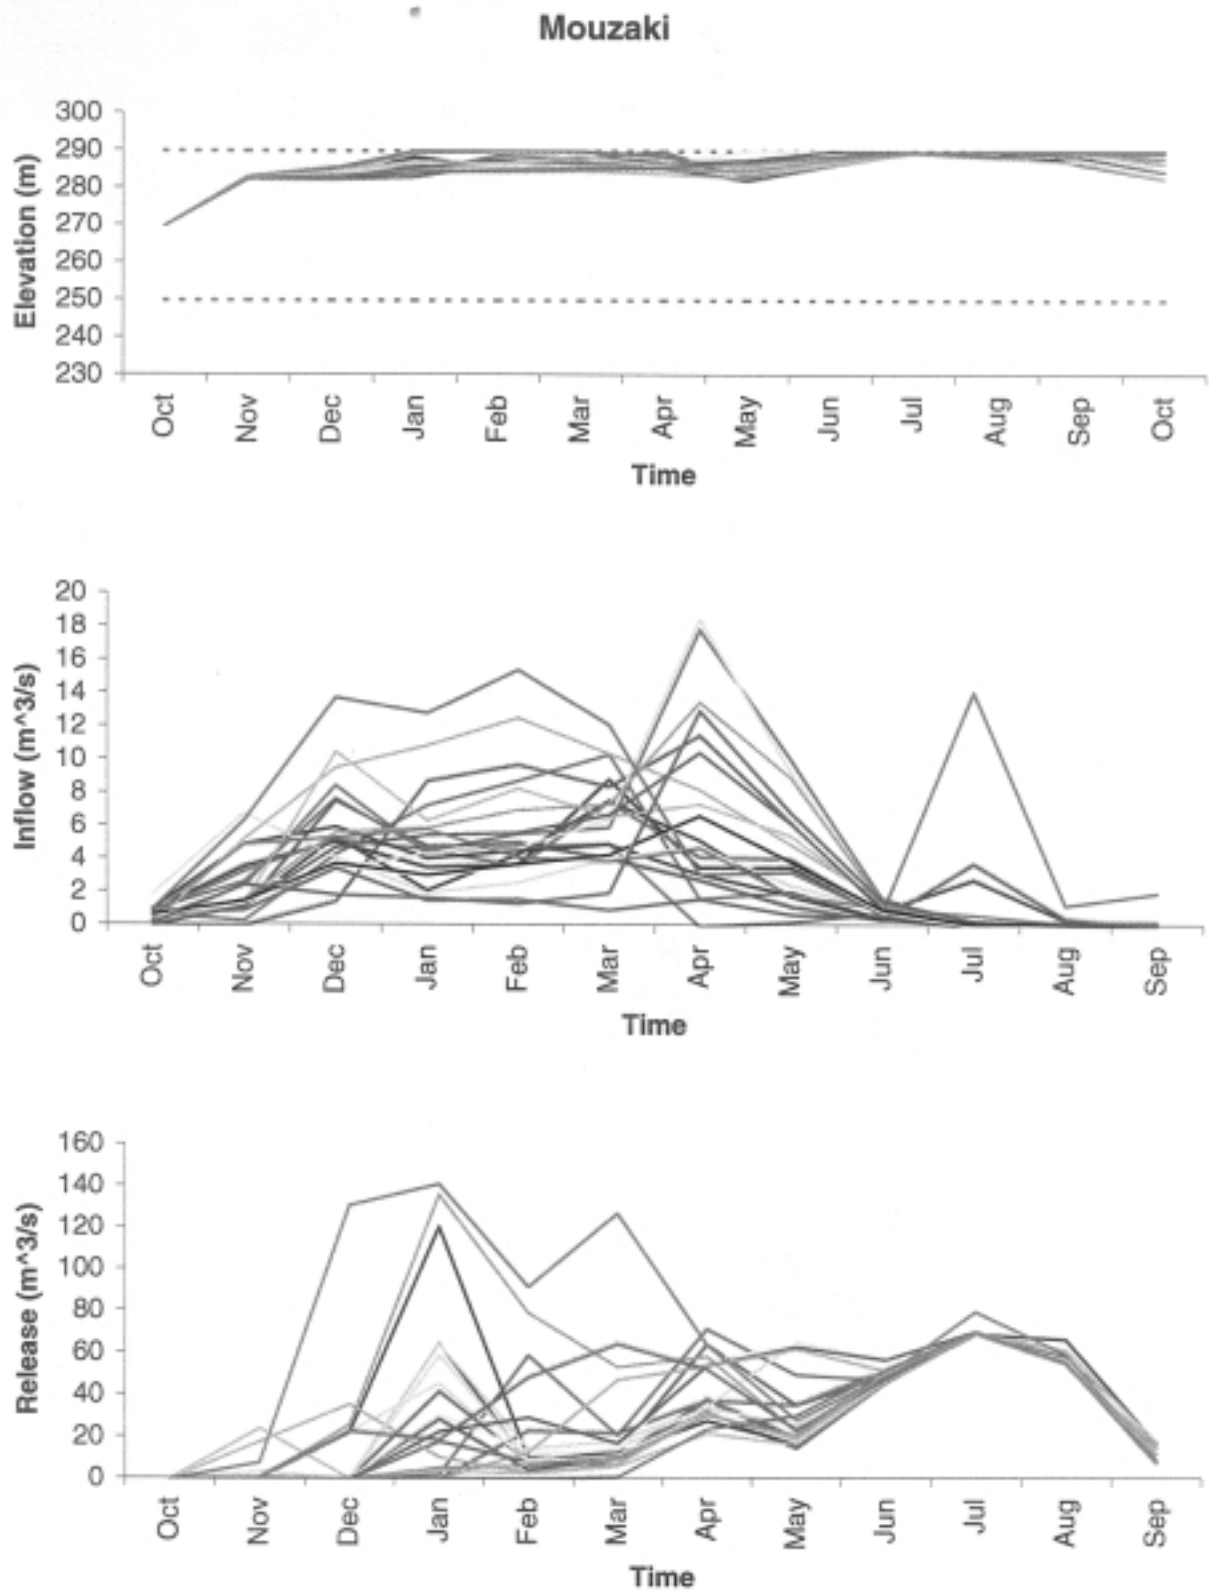 Mouzaki
Elevation (m)
300
290
280
270
260
250
240
230
Oct Nov Dec Jan Feb Mar Apr May Jun Jul Aug Sep Oct
Time
Inflow (m^3/s)
20
18
16
14
12
10
8
6
4
2
0
Oct Nov Dec Jan Feb Mar Apr May Jun Jul Aug Sep
Time
Release (m^3/s)
160
140
120
100
80
60
40
20
0
Oct Nov Dec Jan Feb Mar Apr May Jun Jul Aug Sep
Time